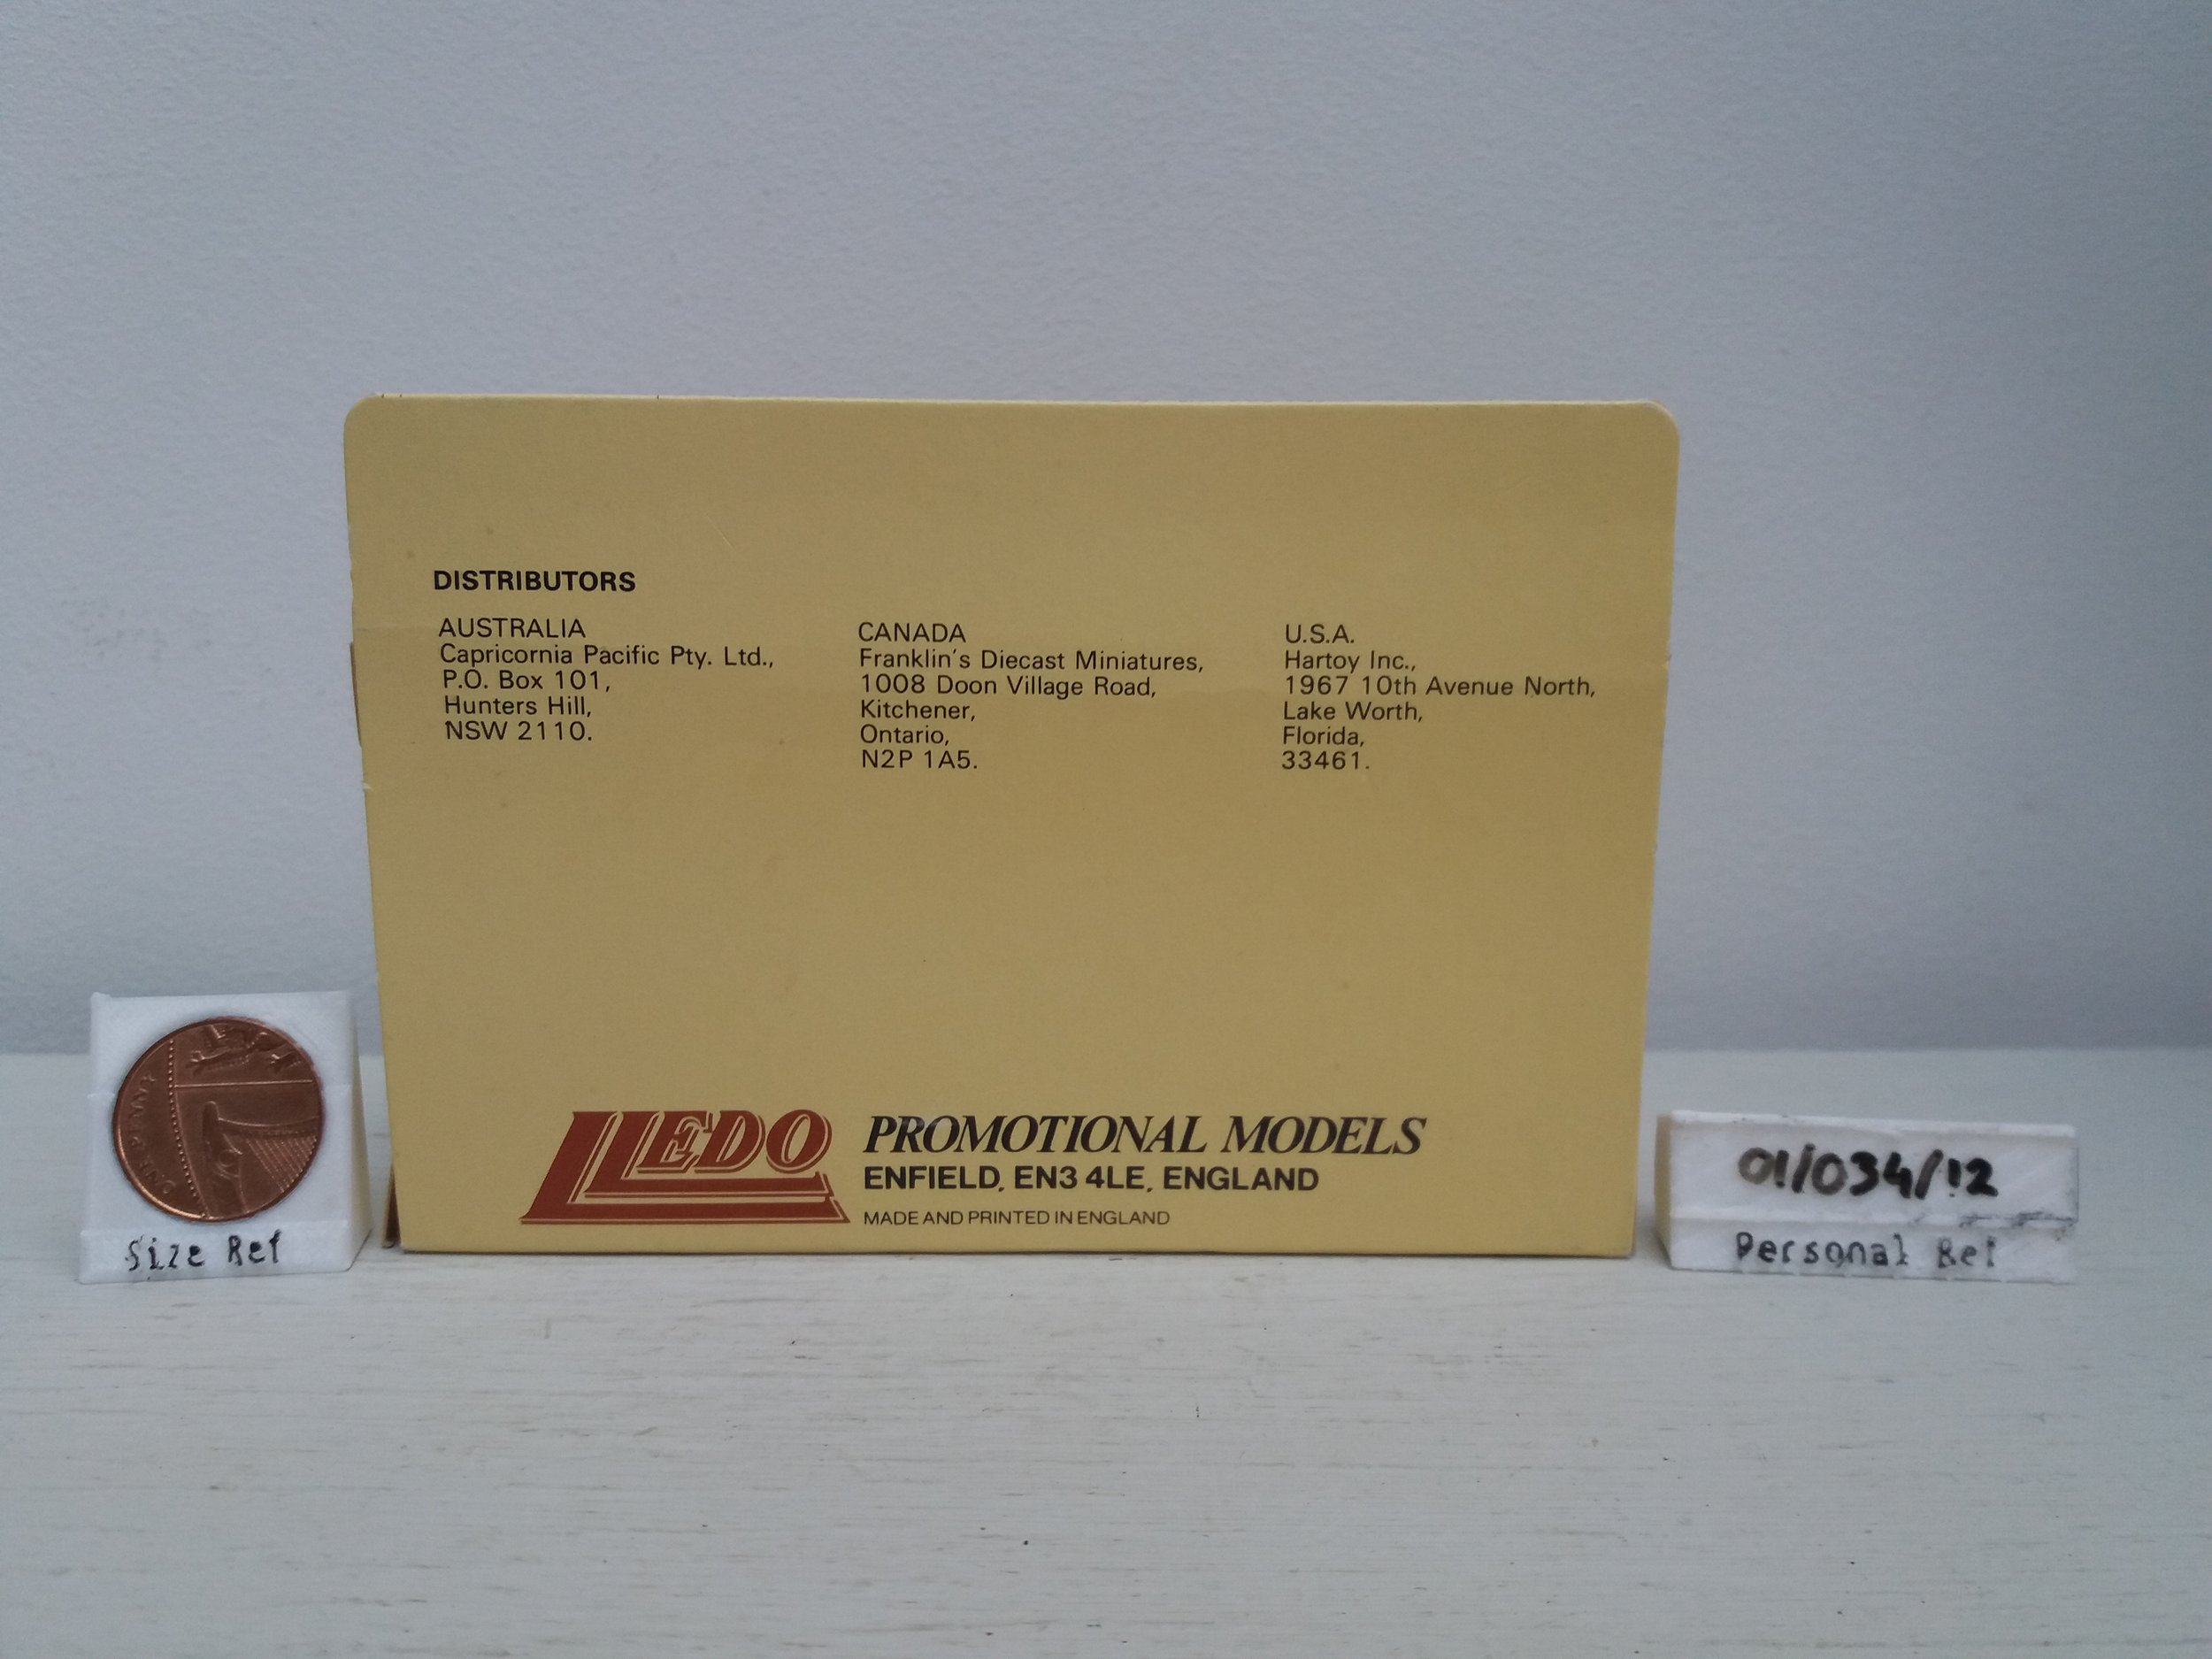 DISTRIBUTORS
AUSTRALIA
Capricornia Pacific Pty. Ltd.,
P.O. Box 101,
Hunters Hill,
NSW 2110.
CANADA
Franklin's Diecast Miniatures,
1008 Doon Village Road,
Kitchener,
Ontario,
N2P 1A5.
U.S.A.
Hartoy Inc.,
1967 10th Avenue North,
Lake Worth,
Florida,
33461.
LLEDO
PROMOTIONAL MODELS
ENFIELD, EN3 4LE, ENGLAND
MADE AND PRINTED IN ENGLAND
ONE PENNY
Size Ref
01/034/12
Personal Ref